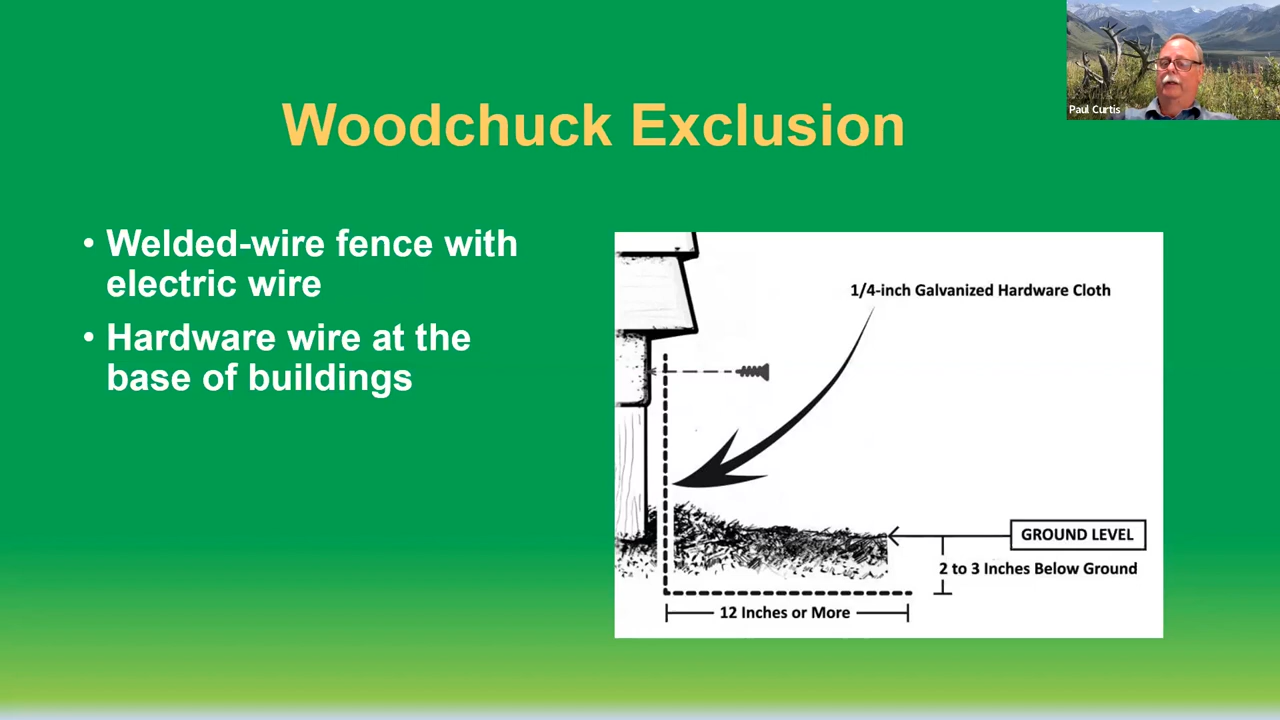 Paul Curtis
Woodchuck Exclusion
• Welded-wire fence with
electric wire
• Hardware wire at the
base of buildings
1/4-inch Galvanized Hardware Cloth
GROUND LEVEL
2 to 3 Inches Below Ground
12 Inches or More